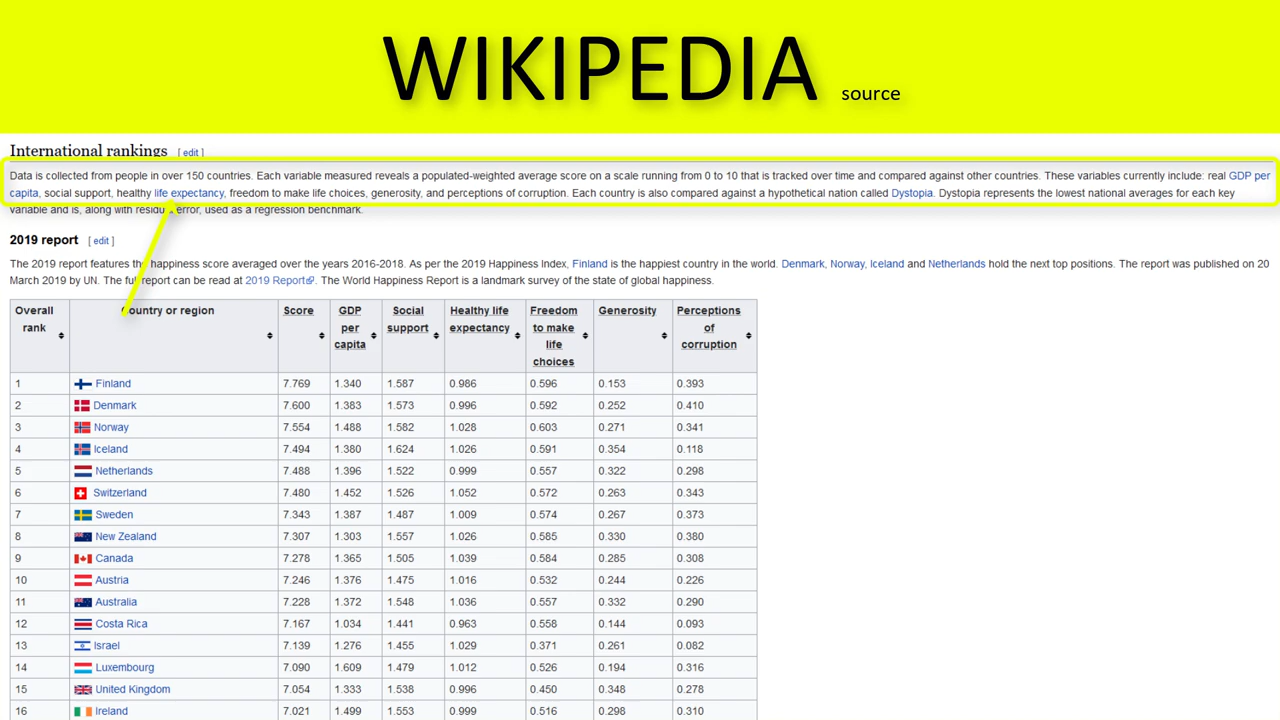 WIKIPEDIA source
International rankings [ edit ]
Data is collected from people in over 150 countries. Each variable measured reveals a populated-weighted average score on a scale running from 0 to 10 that is tracked over time and compared against other countries. These variables currently include: real GDP per
capita, social support, healthy life expectancy, freedom to make life choices, generosity, and perceptions of corruption. Each country is also compared against a hypothetical nation called Dystopia. Dystopia represents the lowest national averages for each key
variable and is, along with residual error, used as a regression benchmark.
2019 report [ edit ]
The 2019 report features the happiness score averaged over the years 2016-2018. As per the 2019 Happiness Index, Finland is the happiest country in the world. Denmark, Norway, Iceland and Netherlands hold the next top positions. The report was published on 20
March 2019 by UN. The full report can be read at 2019 Report. The World Happiness Report is a landmark survey of the state of global happiness.
Overall rank Country or region Score GDP per capita Social support Healthy life expectancy Freedom to make life choices Generosity Perceptions of corruption
1 Finland 7.769 1.340 1.587 0.986 0.596 0.153 0.393
2 Denmark 7.600 1.383 1.573 0.996 0.592 0.252 0.410
3 Norway 7.554 1.488 1.582 1.028 0.603 0.271 0.341
4 Iceland 7.494 1.380 1.624 1.026 0.591 0.354 0.118
5 Netherlands 7.488 1.396 1.522 0.999 0.557 0.322 0.298
6 Switzerland 7.480 1.452 1.526 1.052 0.572 0.263 0.343
7 Sweden 7.343 1.387 1.487 1.009 0.574 0.267 0.373
8 New Zealand 7.307 1.303 1.557 1.026 0.585 0.330 0.380
9 Canada 7.278 1.365 1.505 1.039 0.584 0.285 0.308
10 Austria 7.246 1.376 1.475 1.016 0.532 0.244 0.226
11 Australia 7.228 1.372 1.548 1.036 0.557 0.332 0.290
12 Costa Rica 7.167 1.034 1.441 0.963 0.558 0.144 0.093
13 Israel 7.139 1.276 1.455 1.029 0.371 0.261 0.082
14 Luxembourg 7.090 1.609 1.479 1.012 0.526 0.194 0.316
15 United Kingdom 7.054 1.333 1.538 0.996 0.450 0.348 0.278
16 Ireland 7.021 1.499 1.553 0.999 0.516 0.298 0.310